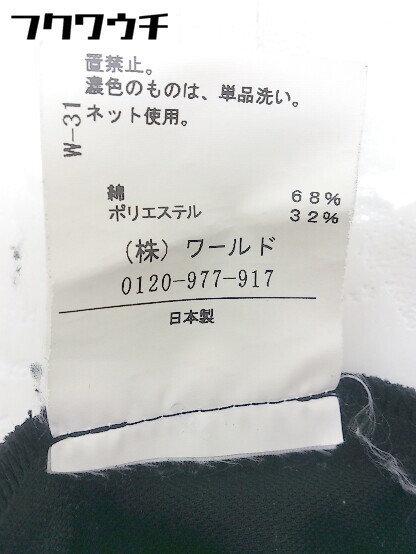 フクワウチ
置禁止。
濃色のものは、単品洗い。
ネット使用。
W-31
綿 68%
ポリエステル 32%
(株) ワールド
0120-977-917
日本製